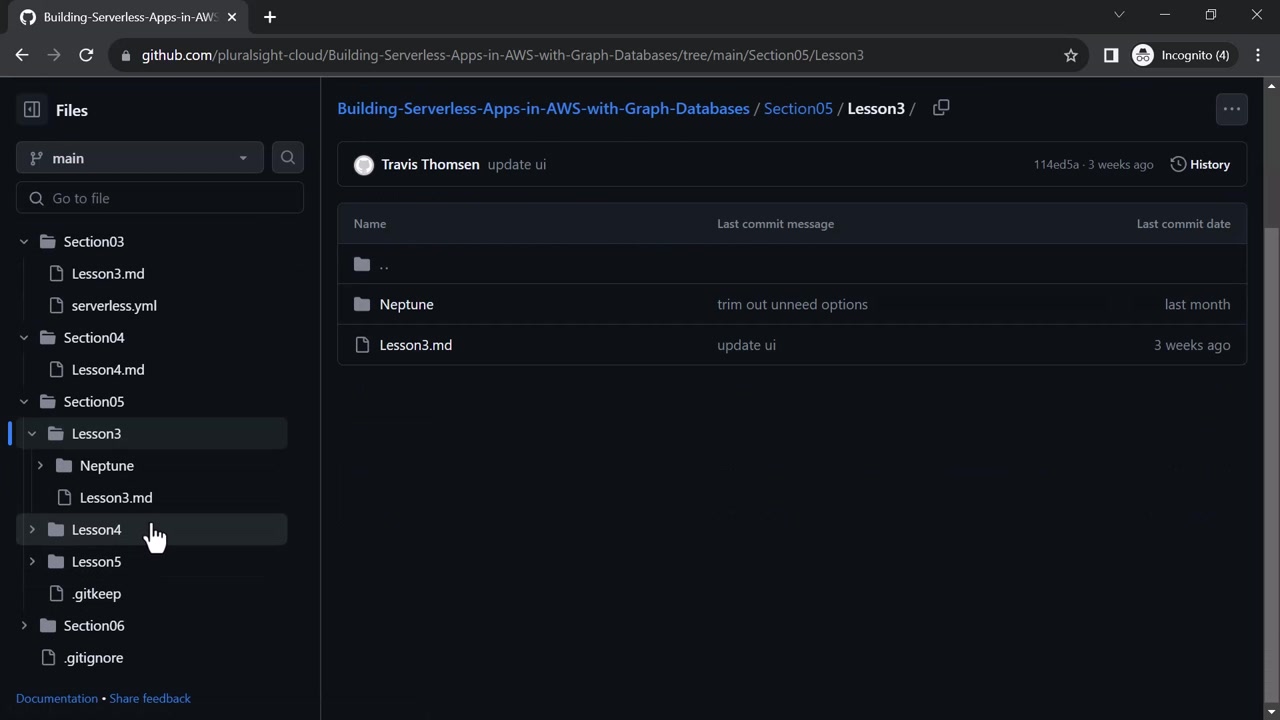 Building-Serverless-Apps-in-AWS
Incognito (4)
github.com/pluralsight-cloud/Building-Serverless-Apps-in-AWS-with-Graph-Databases/tree/main/Section05/Lesson3
Files
main
Go to file
Section03
Lesson3.md
serverless.yml
Section04
Lesson4.md
Section05
Lesson3
Neptune
Lesson3.md
Lesson4
Lesson5
.gitkeep
Section06
.gitignore
Documentation • Share feedback
Building-Serverless-Apps-in-AWS-with-Graph-Databases / Section05 / Lesson3 /
Travis Thomsen update ui 114ed5a · 3 weeks ago History
Name Last commit message Last commit date
..
Neptune trim out unneed options last month
Lesson3.md update ui 3 weeks ago